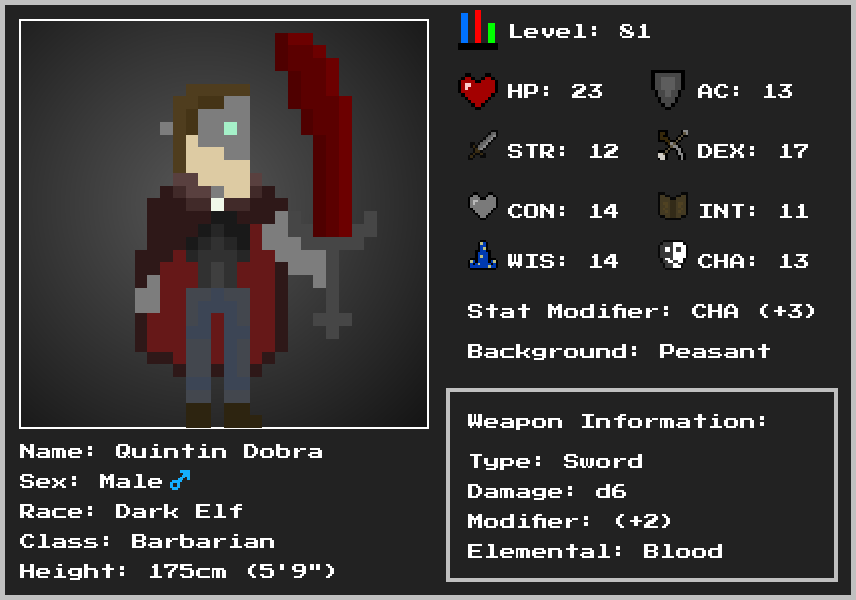 Level: 81
HP: 23 AC: 13
STR: 12 DEX: 17
CON: 14 INT: 11
WIS: 14 CHA: 13
Stat Modifier: CHA (+3)
Background: Peasant
Weapon Information:
Type: Sword
Damage: d6
Modifier: (+2)
Elemental: Blood
Name: Quintin Dobra
Sex: Male♂
Race: Dark Elf
Class: Barbarian
Height: 175cm (5'9")